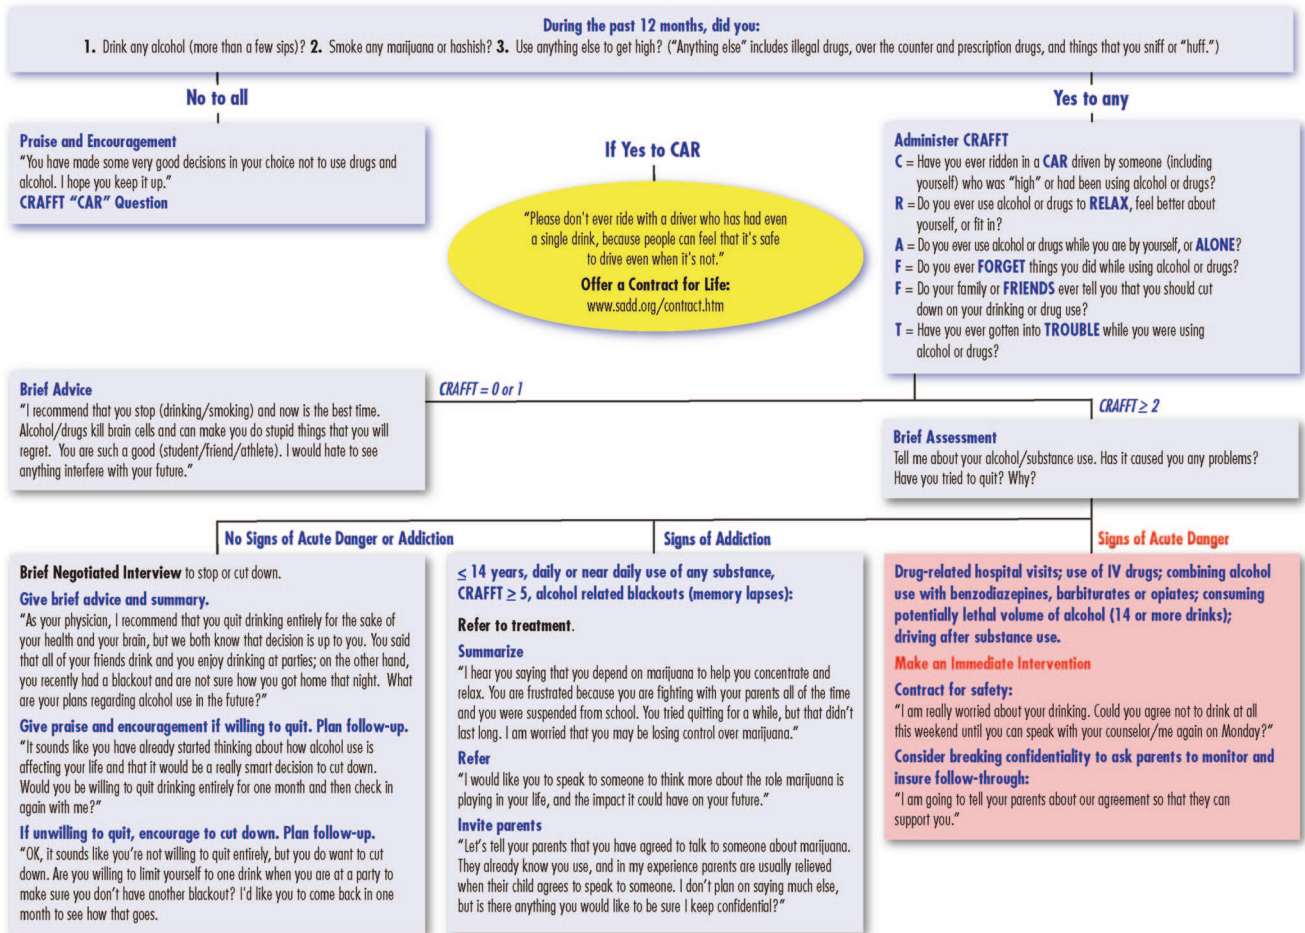 During the past 12 months, did you:
1. Drink any alcohol (more than a few sips)? 2. Smoke any marijuana or hashish? 3. Use anything else to get high? (“Anything else” includes illegal drugs, over the counter and prescription drugs, and things that you sniff or “huff.”)
No to all
Yes to any
Praise and Encouragement
“You have made some very good decisions in your choice not to use drugs and
alcohol. I hope you keep it up.”
CRAFFT “CAR” Question
If Yes to CAR
“Please don't ever ride with a driver who has had even
a single drink, because people can feel that it's safe
to drive even when it's not.”
Offer a Contract for Life:
www.sadd.org/contract.htm
Administer CRAFFT
C = Have you ever ridden in a CAR driven by someone (including
yourself) who was “high” or had been using alcohol or drugs?
R = Do you ever use alcohol or drugs to RELAX, feel better about
yourself, or fit in?
A = Do you ever use alcohol or drugs while you are by yourself, or ALONE?
F = Do you ever FORGET things you did while using alcohol or drugs?
F = Do your family or FRIENDS ever tell you that you should cut
down on your drinking or drug use?
T = Have you ever gotten into TROUBLE while you were using
alcohol or drugs?
CRAFFT = 0 or 1
CRAFFT ≥ 2
Brief Advice
“I recommend that you stop (drinking/smoking) and now is the best time.
Alcohol/drugs kill brain cells and can make you do stupid things that you will
regret. You are such a good (student/friend/athlete). I would hate to see
anything interfere with your future.”
Brief Assessment
Tell me about your alcohol/substance use. Has it caused you any problems?
Have you tried to quit? Why?
No Signs of Acute Danger or Addiction
Signs of Addiction
Signs of Acute Danger
Brief Negotiated Interview to stop or cut down.
Give brief advice and summary.
“As your physician, I recommend that you quit drinking entirely for the sake of
your health and your brain, but we both know that decision is up to you. You said
that all of your friends drink and you enjoy drinking at parties; on the other hand,
you recently had a blackout and are not sure how you got home that night. What
are your plans regarding alcohol use in the future?”
Give praise and encouragement if willing to quit. Plan follow-up.
“It sounds like you have already started thinking about how alcohol use is
affecting your life and that it would be a really smart decision to cut down.
Would you be willing to quit drinking entirely for one month and then check in
again with me?”
If unwilling to quit, encourage to cut down. Plan follow-up.
“OK, it sounds like you’re not willing to quit entirely, but you do want to cut
down. Are you willing to limit yourself to one drink when you are at a party to
make sure you don’t have another blackout? I'd like you to come back in one
month to see how that goes.
≤ 14 years, daily or near daily use of any substance,
CRAFFT ≥ 5, alcohol related blackouts (memory lapses):
Refer to treatment.
Summarize
“I hear you saying that you depend on marijuana to help you concentrate and
relax. You are frustrated because you are fighting with your parents all of the time
and you were suspended from school. You tried quitting for a while, but that didn’t
last long. I am worried that you may be losing control over marijuana.”
Refer
“I would like you to speak to someone to think more about the role marijuana is
playing in your life, and the impact it could have on your future.”
Invite parents
“Let’s tell your parents that you have agreed to talk to someone about marijuana.
They already know you use, and in my experience parents are usually relieved
when their child agrees to speak to someone. I don’t plan on saying much else,
but is there anything you would like to be sure I keep confidential?”
Drug-related hospital visits; use of IV drugs; combining alcohol
use with benzodiazepines, barbiturates or opiates; consuming
potentially lethal volume of alcohol (14 or more drinks);
driving after substance use.
Make an Immediate Intervention
Contract for safety:
“I am really worried about your drinking. Could you agree not to drink at all
this weekend until you can speak with your counselor/me again on Monday?”
Consider breaking confidentiality to ask parents to monitor and
insure follow-through:
“I am going to tell your parents about our agreement so that they can
support you.”